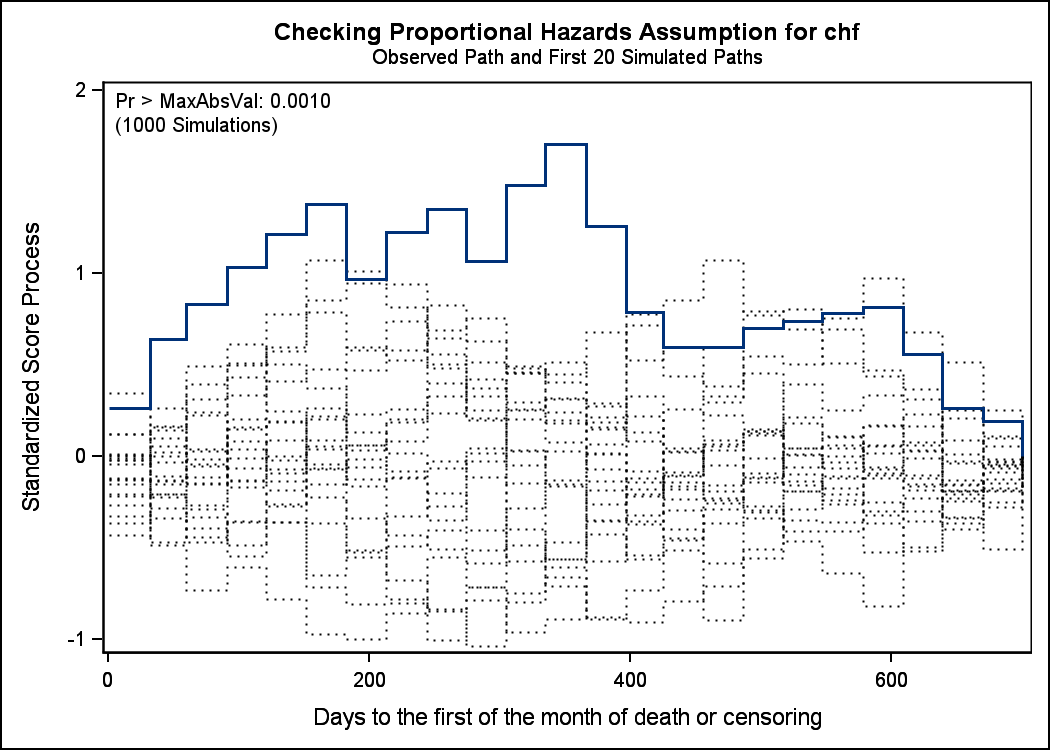 Checking Proportional Hazards Assumption for chf
Observed Path and First 20 Simulated Paths
Pr > MaxAbsVal: 0.0010
(1000 Simulations)
Standardized Score Process
2
1
0
-1
0 200 400 600
Days to the first of the month of death or censoring